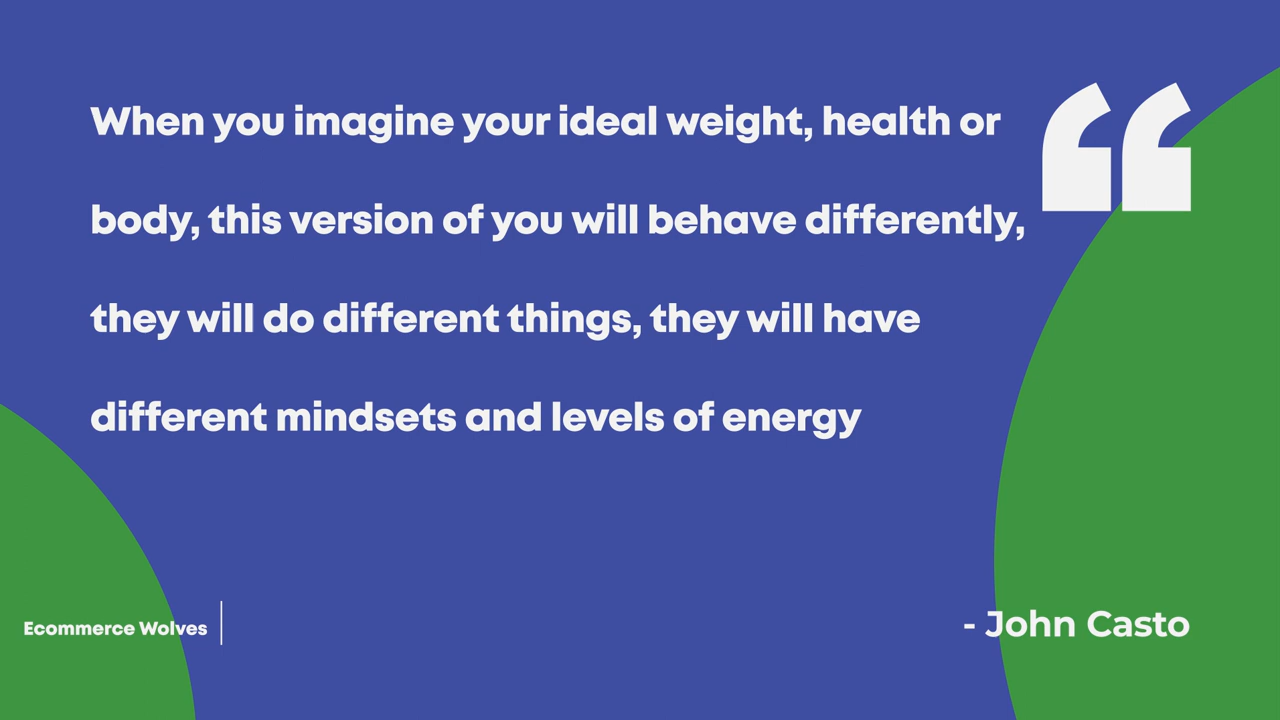 When you imagine your ideal weight, health or
body, this version of you will behave differently,
they will do different things, they will have
different mindsets and levels of energy
“
Ecommerce Wolves
- John Casto